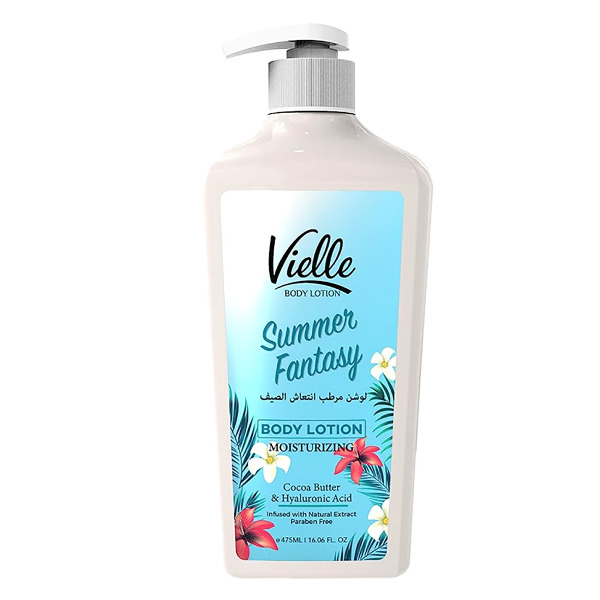 Vielle
BODY LOTION
Summer
Fantasy
لوشن مرطب انتعاش الصيف
BODY LOTION
MOISTURIZING
Cocoa Butter
& Hyaluronic Acid
Infused with Natural Extract
Paraben Free
℮ 475ML | 16.06 FL. OZ